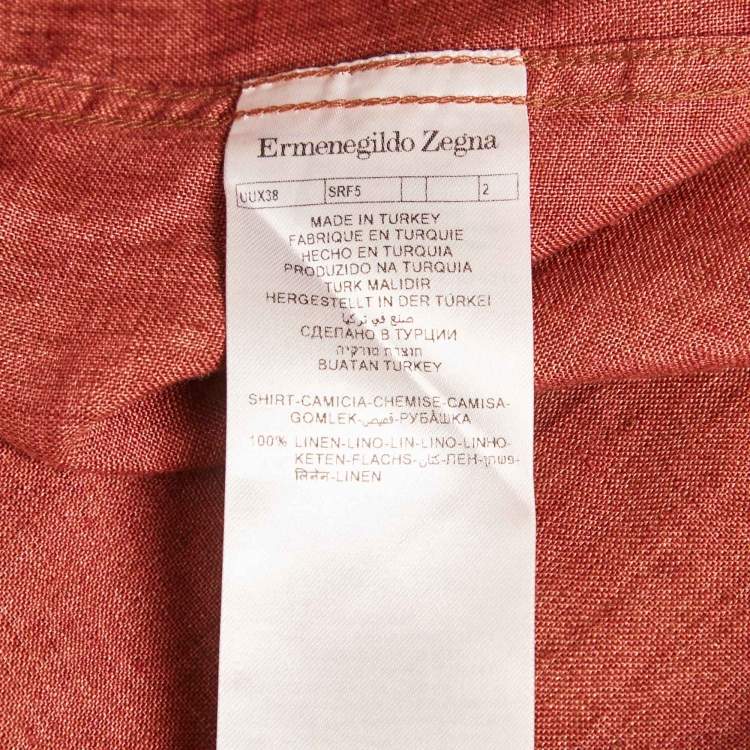 Ermenegildo Zegna
UUX38 SRF5 2
MADE IN TURKEY
FABRIQUE EN TURQUIE
HECHO EN TURQUIA
PRODUZIDO NA TURQUIA
TURK MALIDIR
HERGESTELLT IN DER TÜRKEI
صنع في تركيا
СДЕЛАНО В ТУРЦИИ
תוצרת טורקיה
BUATAN TURKEY
SHIRT-CAMICIA-CHEMISE-CAMISA-
GOMLEK-قميص-РУБÀШКА
100% LINEN-LINO-LIN-LINO-LINHO-
KETEN-FLACHS-كتان-ЛЕН-פשתן-
लिनेन-LINEN